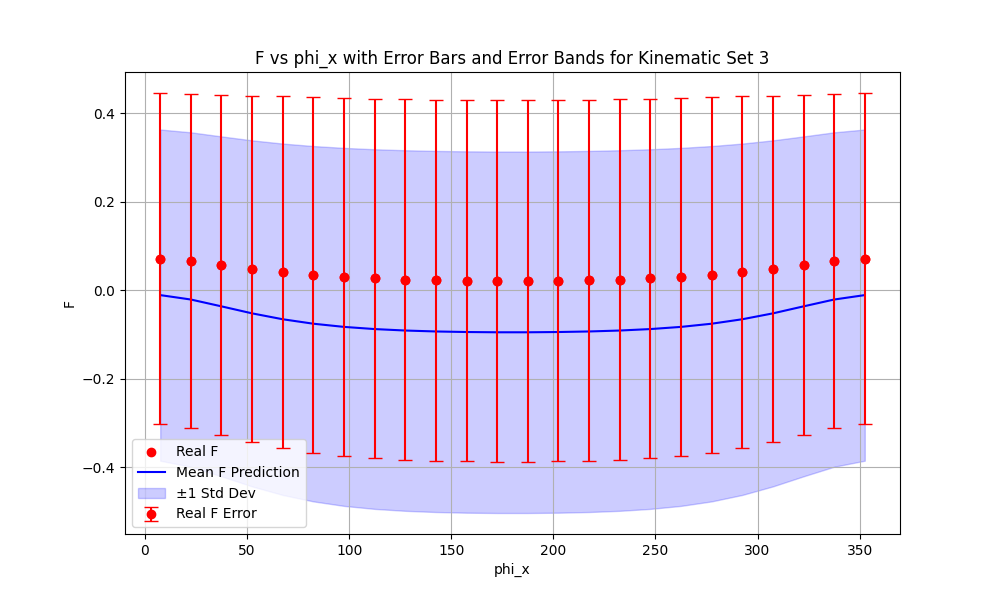 F vs phi_x with Error Bars and Error Bands for Kinematic Set 3
F
0.4
0.2
0.0
−0.2
−0.4
Real F
Mean F Prediction
±1 Std Dev
Real F Error
0 50 100 150 200 250 300 350
phi_x